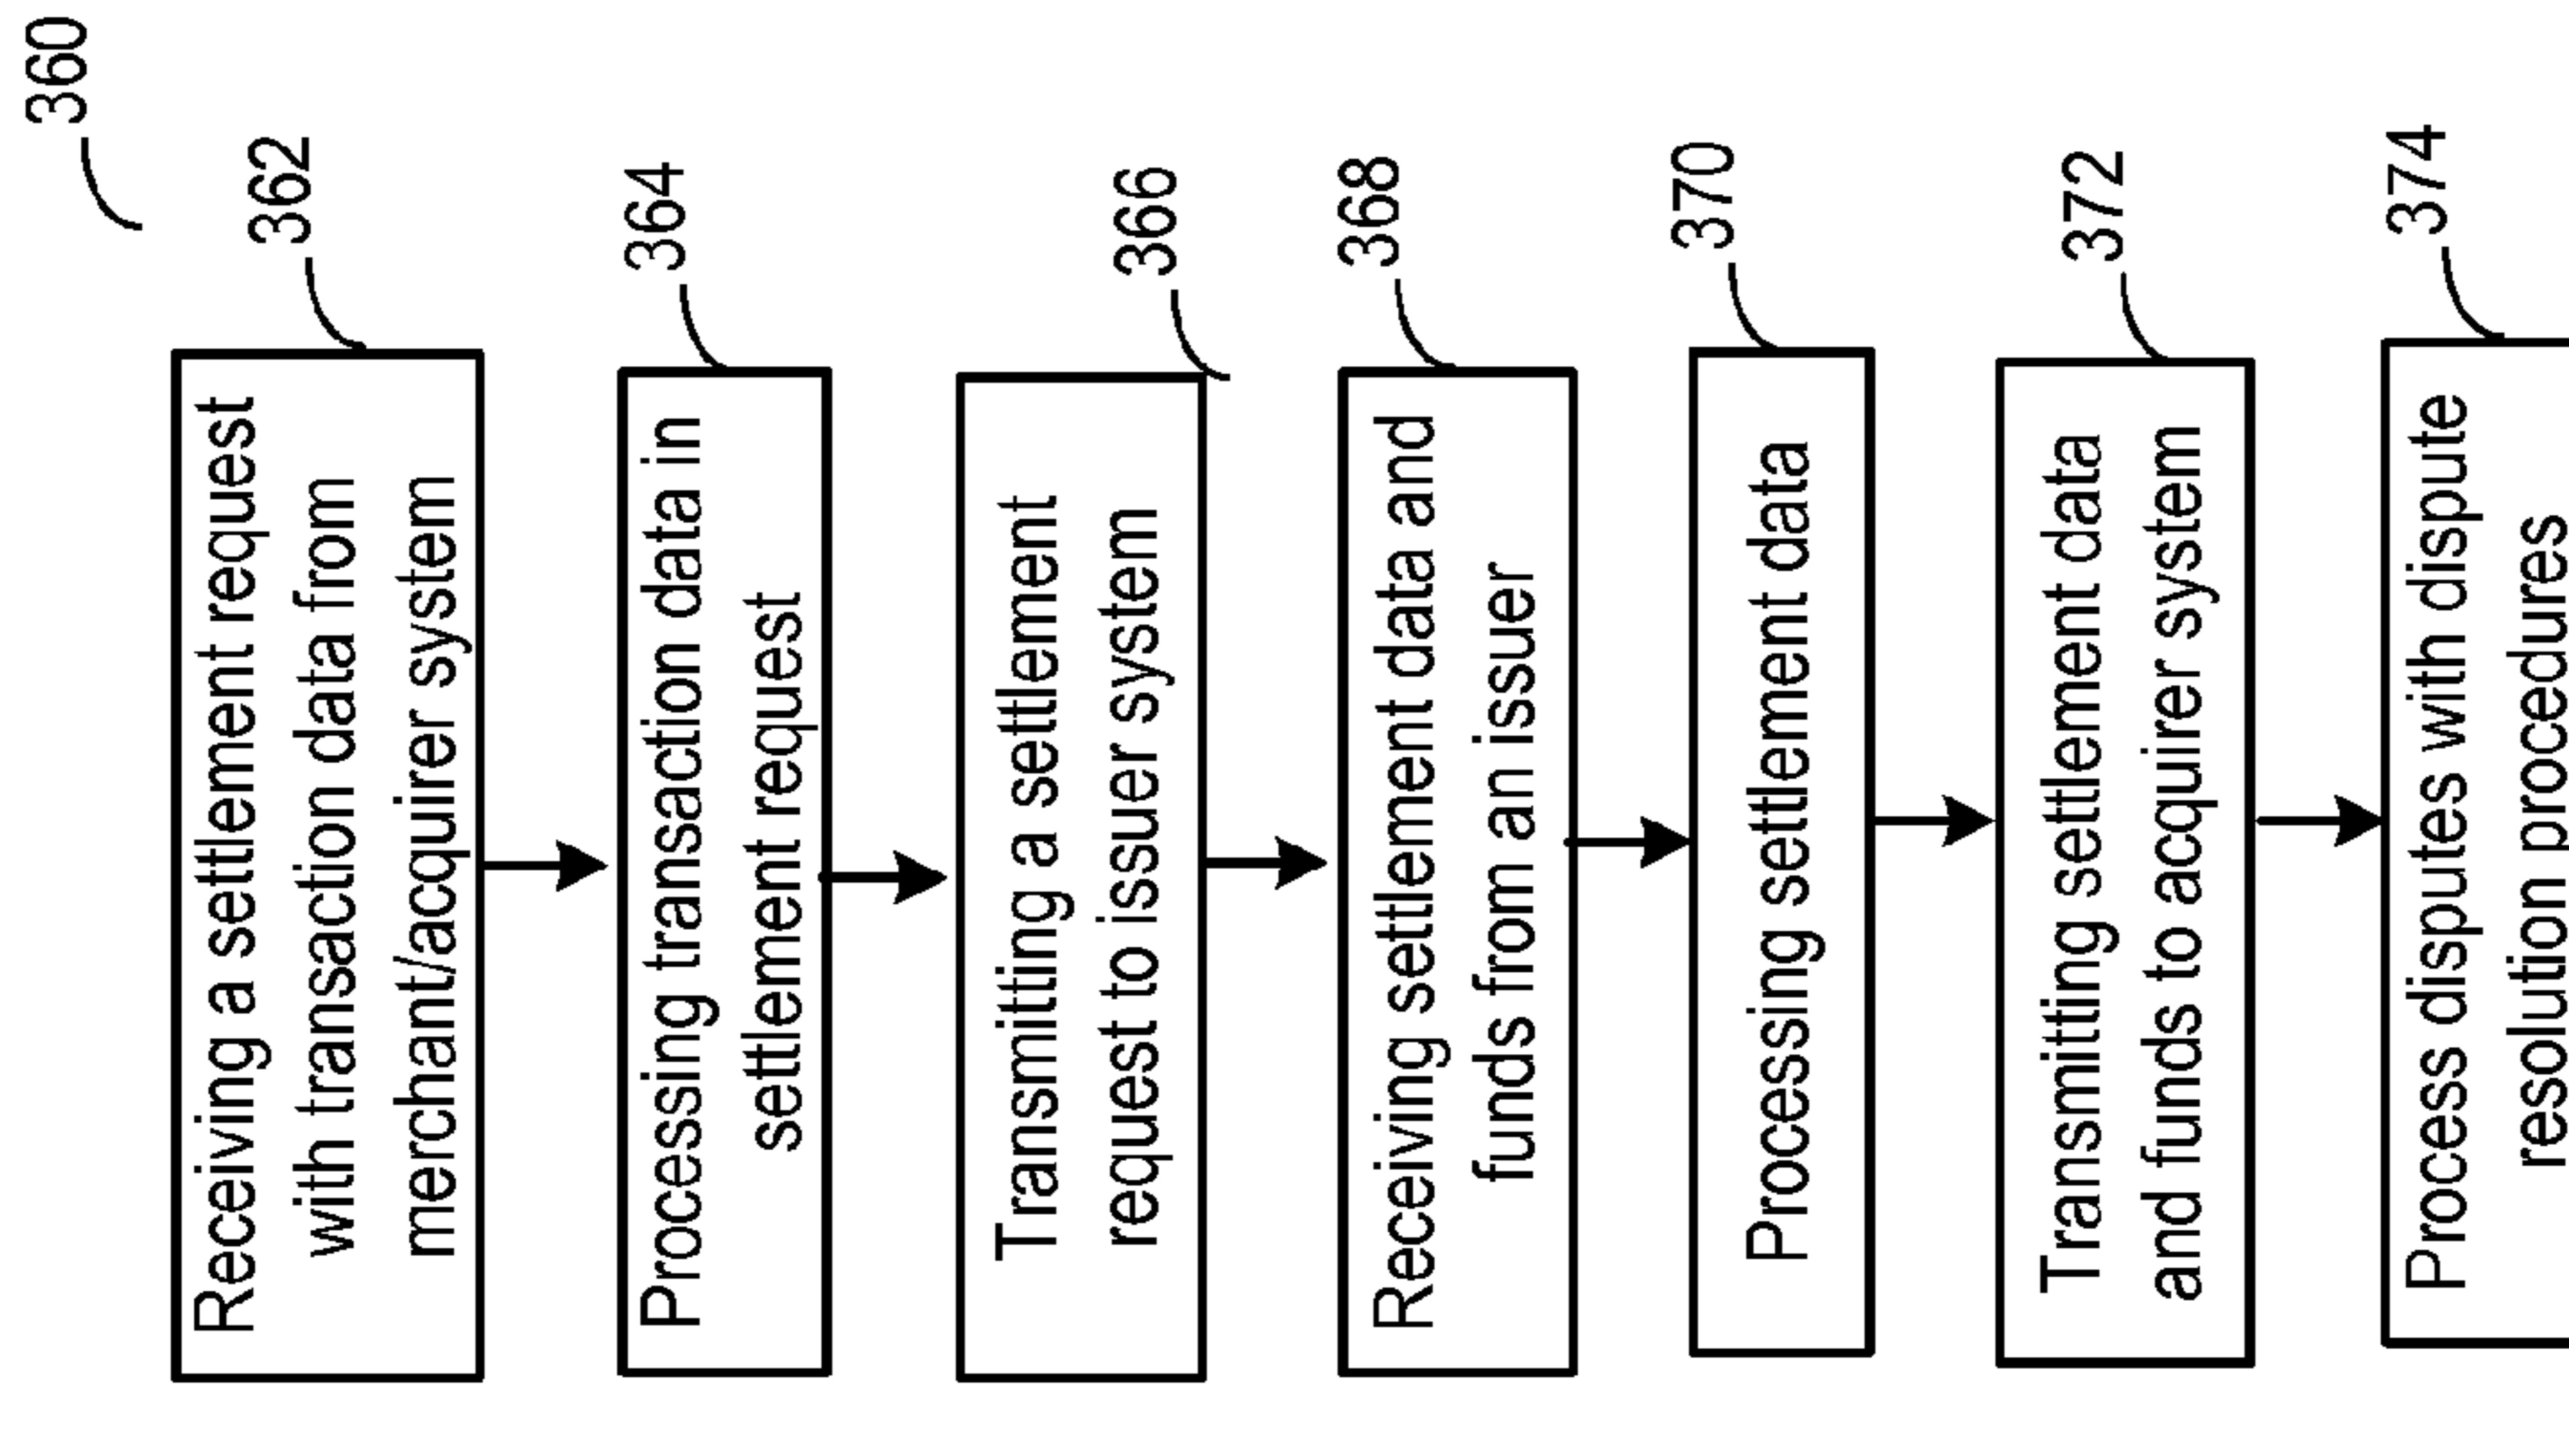 360
362
Receiving a settlement request
with transaction data from
merchant/acquirer system
364
Processing transaction data in
settlement request
366
Transmitting a settlement
request to issuer system
368
Receiving settlement data and
funds from an issuer
370
Processing settlement data
372
Transmitting settlement data
and funds to acquirer system
374
Process disputes with dispute
resolution procedures